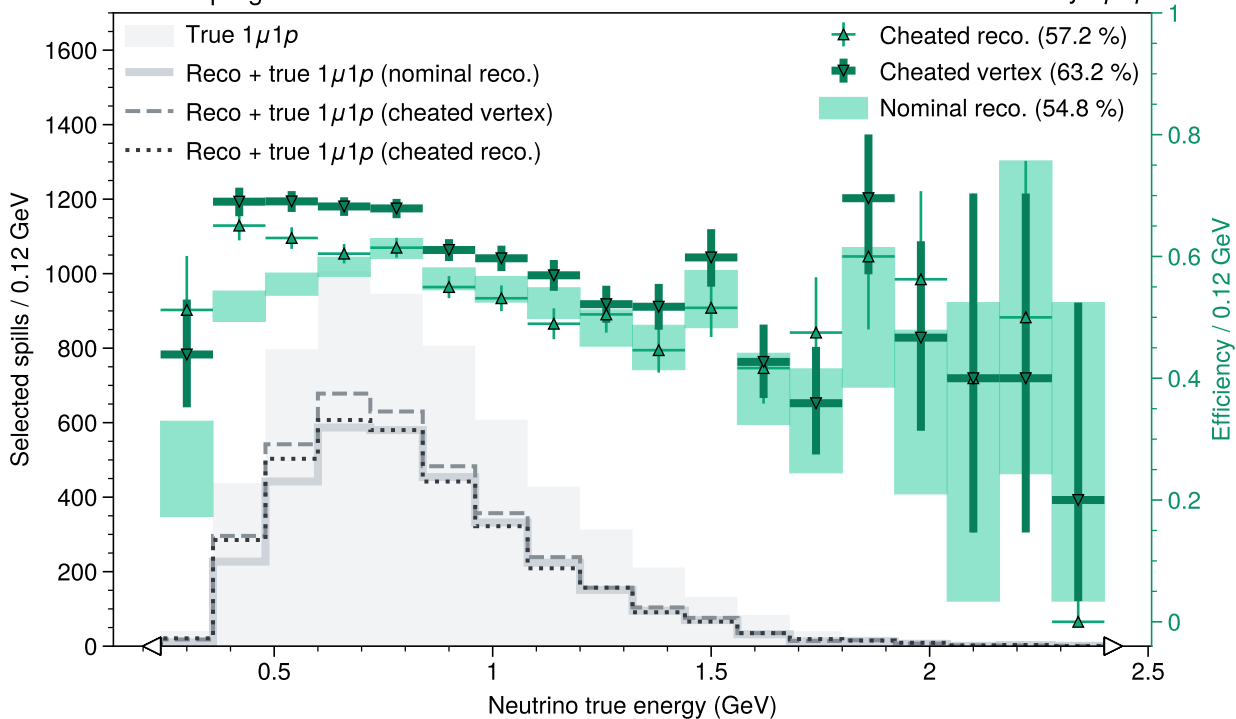 True 1µ1p
Reco + true 1µ1p (nominal reco.)
Reco + true 1µ1p (cheated vertex)
Reco + true 1µ1p (cheated reco.)
Cheated reco. (57.2 %)
Cheated vertex (63.2 %)
Nominal reco. (54.8 %)
Selected spills / 0.12 GeV
1600
1400
1200
1000
800
600
400
200
0
1
0.8
0.6
0.4
0.2
0
Efficiency / 0.12 GeV
0.5
1
1.5
2
2.5
Neutrino true energy (GeV)